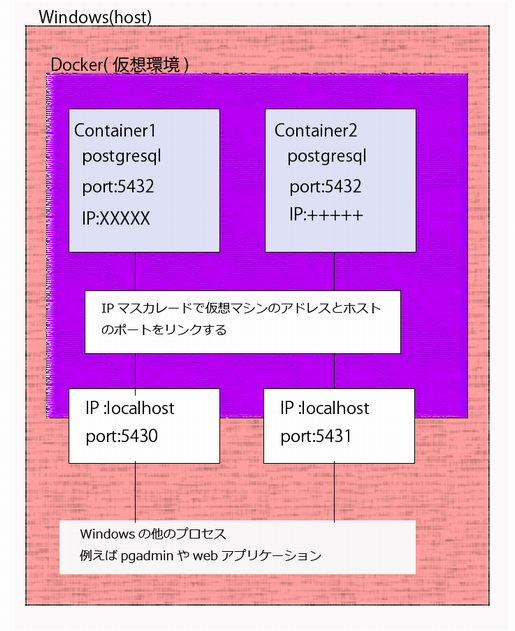 Windows(host)
Docker( 仮想環境 )
Container1
postgresql
port:5432
IP:XXXXX
Container2
postgresql
port:5432
IP:+++++
IP マスカレードで仮想マシンのアドレスとホスト
のポートをリンクする
IP :localhost
port:5430
IP :localhost
port:5431
Windows の他のプロセス
例えば pgadmin や web アプリケーション